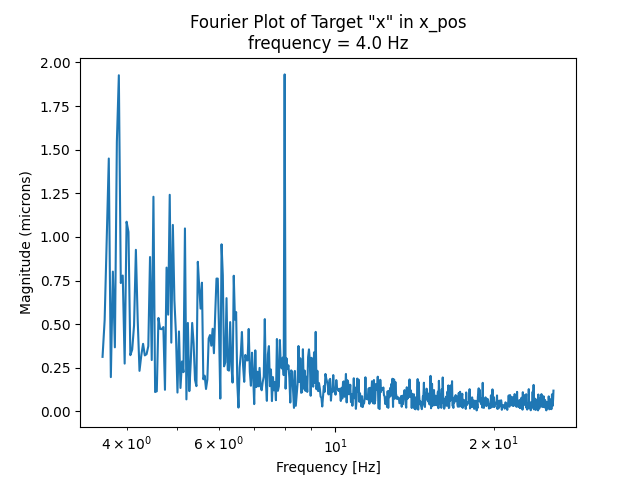 Fourier Plot of Target "x" in x_pos
frequency = 4.0 Hz
2.00
1.75
1.50
1.25
1.00
0.75
0.50
0.25
0.00
Magnitude (microns)
4 × 10⁰
6 × 10⁰
10¹
2 × 10¹
Frequency [Hz]